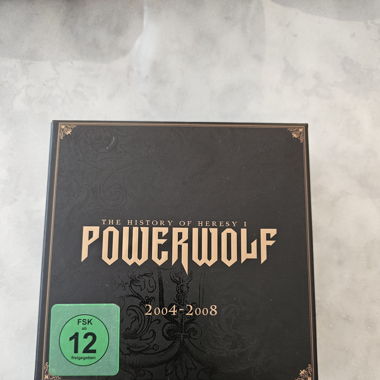 THE HISTORY OF HERESY I
POWERWOLF
2004-2008
FSK
ab
12
freigegeben